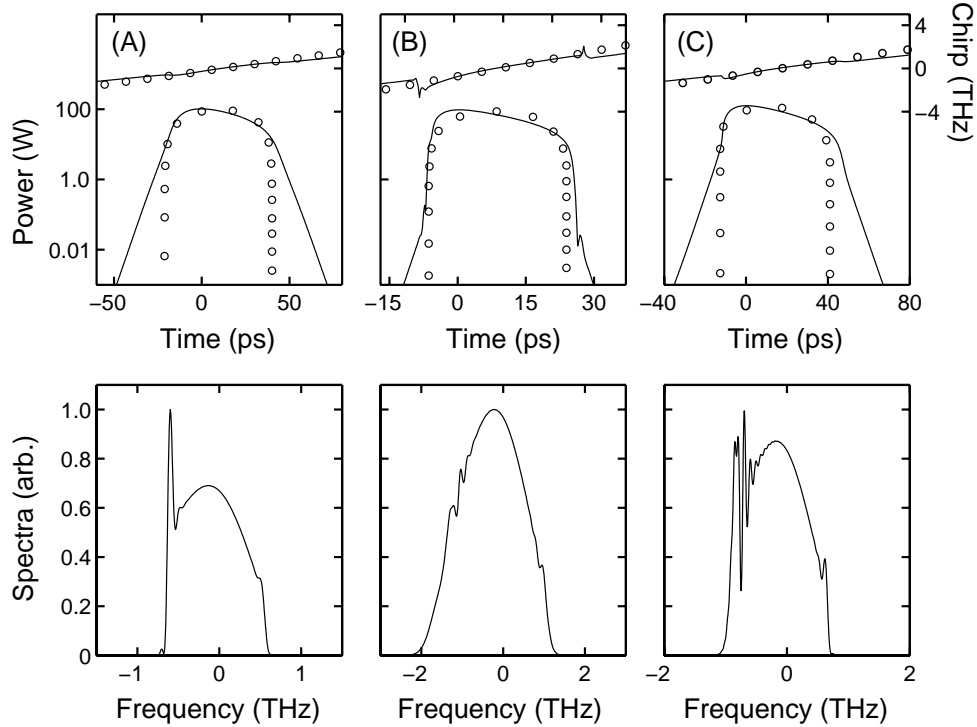 (A) (B) (C)
4
0
−4
Chirp (THz)
100
1.0
0.01
Power (W)
−50 0 50
−15 0 15 30
−40 0 40 80
Time (ps) Time (ps) Time (ps)
1.0
0.8
0.6
0.4
0.2
0
Spectra (arb.)
−1 0 1
−2 0 2
−2 0 2
Frequency (THz) Frequency (THz) Frequency (THz)